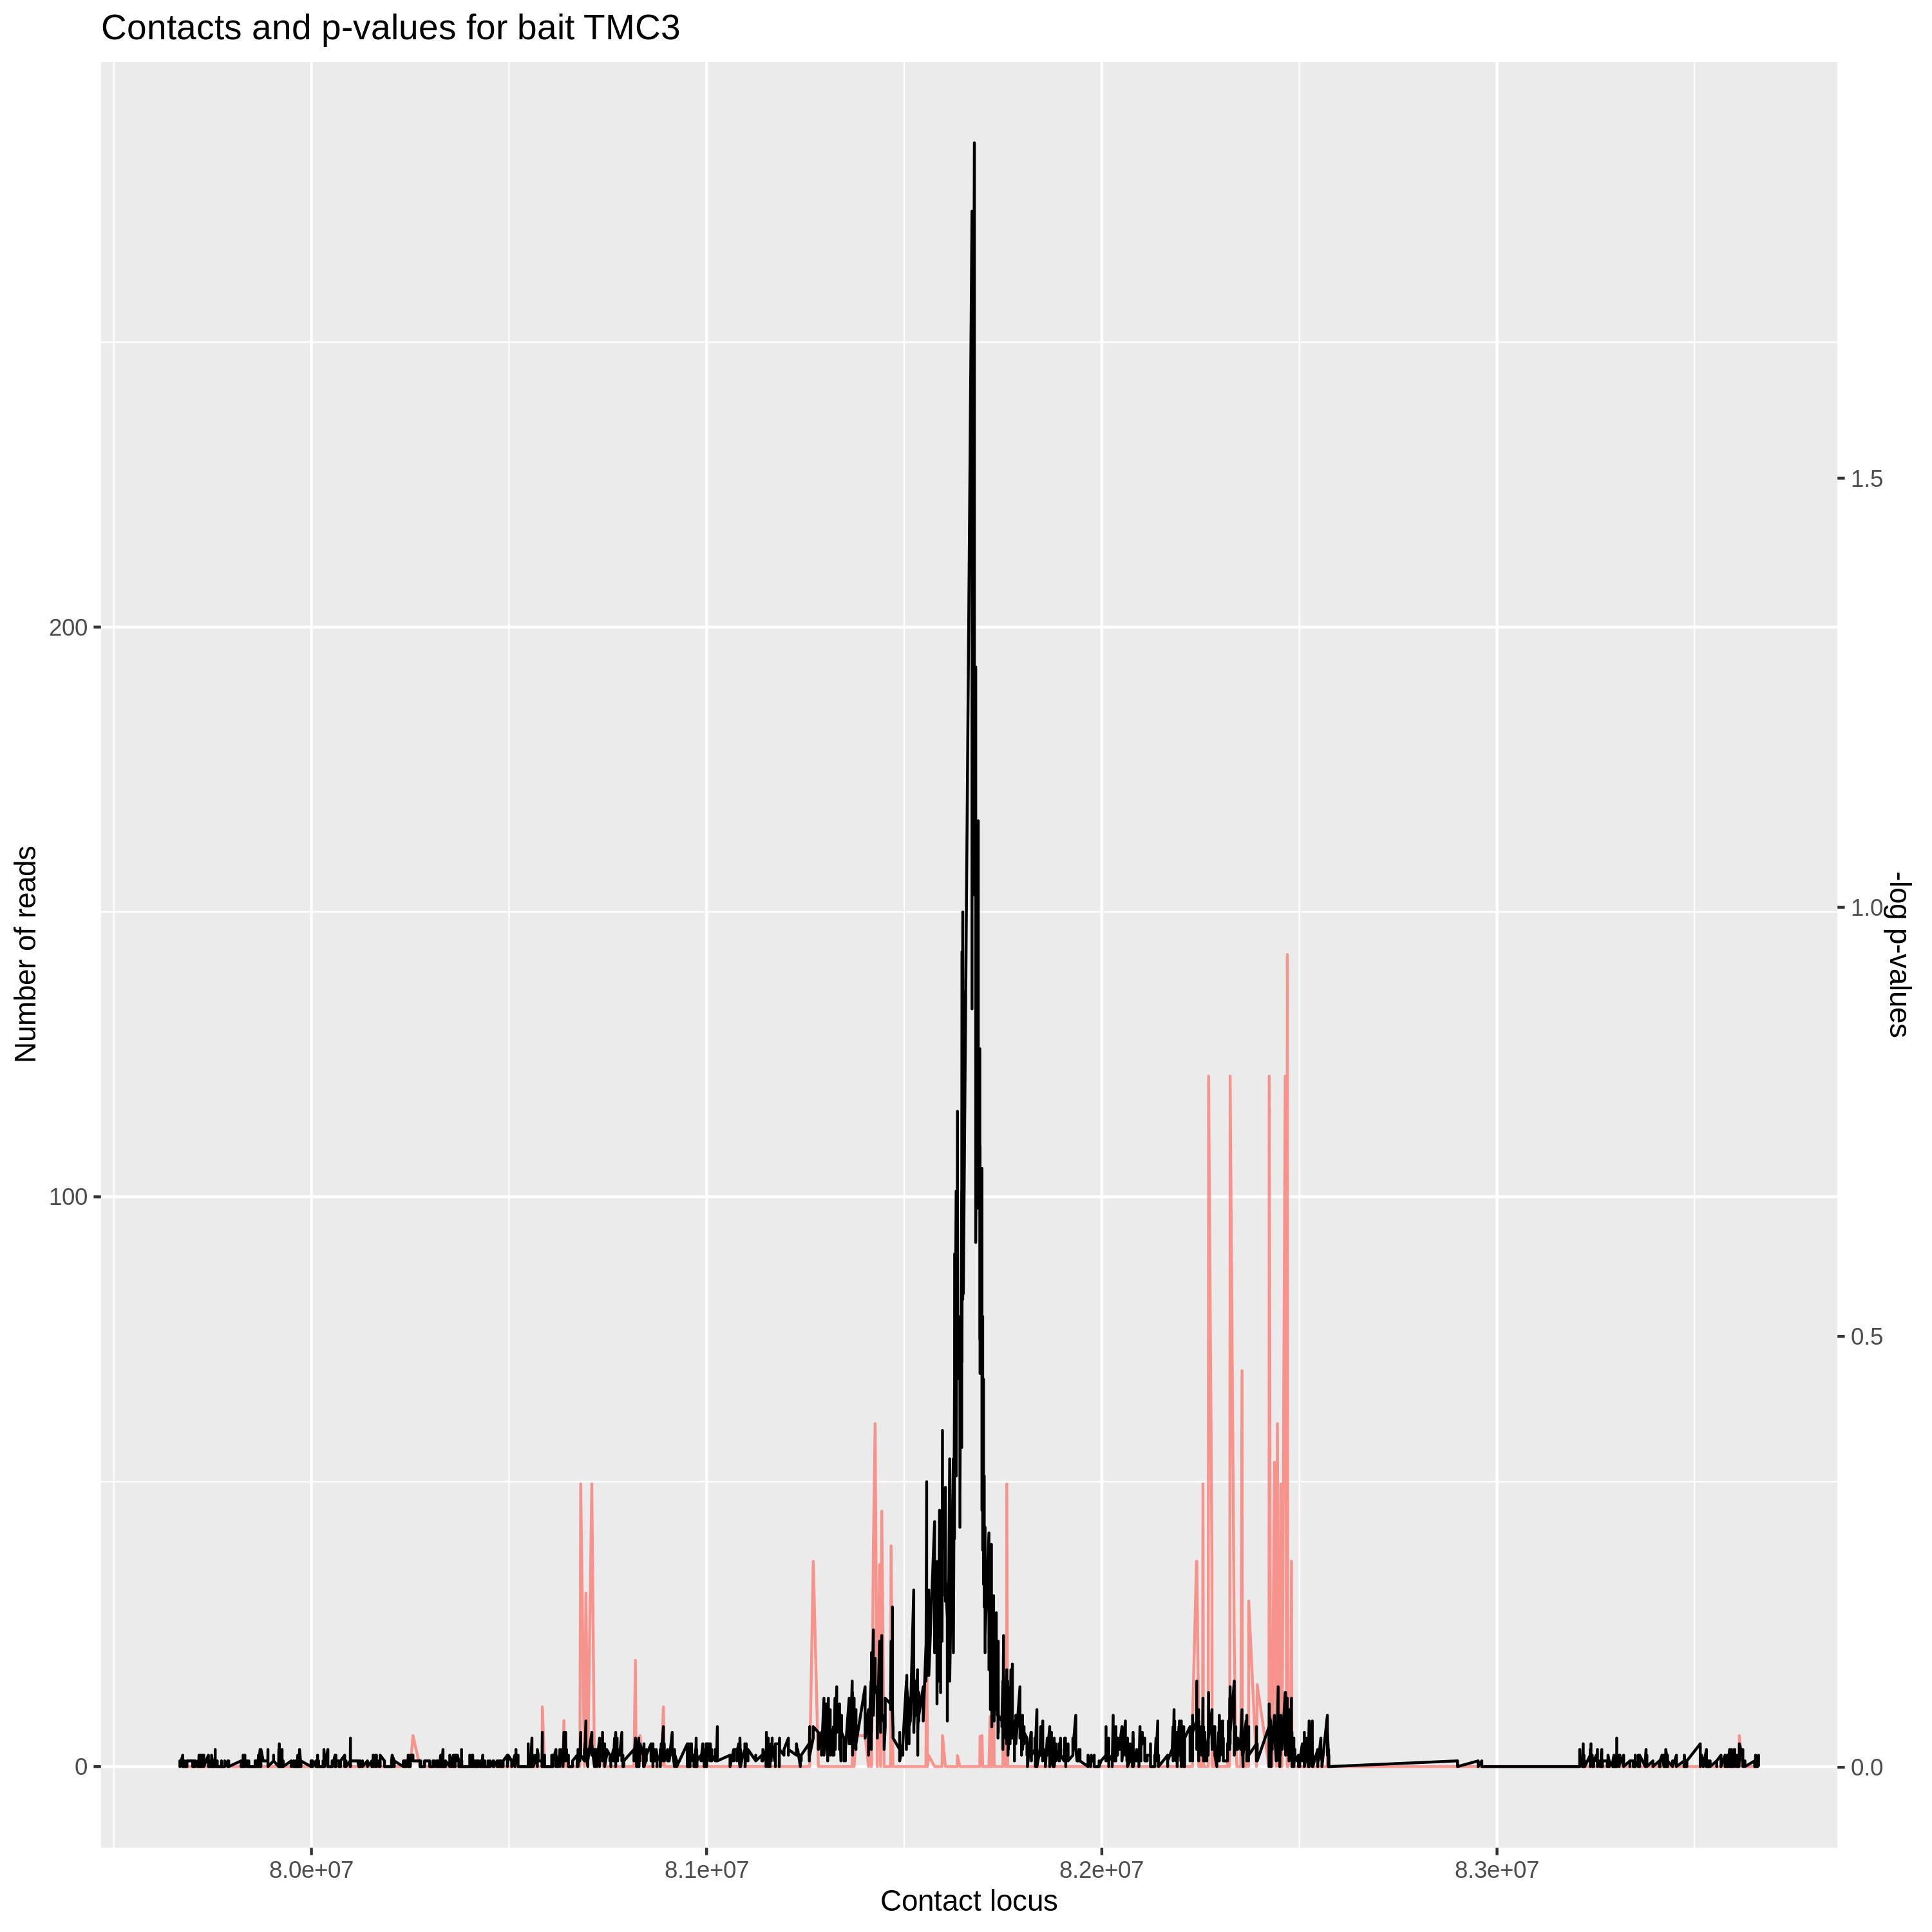 Contacts and p-values for bait TMC3
Number of reads
200
100
0
1.5
1.0
0.5
0.0
-log p-values
8.0e+07
8.1e+07
8.2e+07
8.3e+07
Contact locus